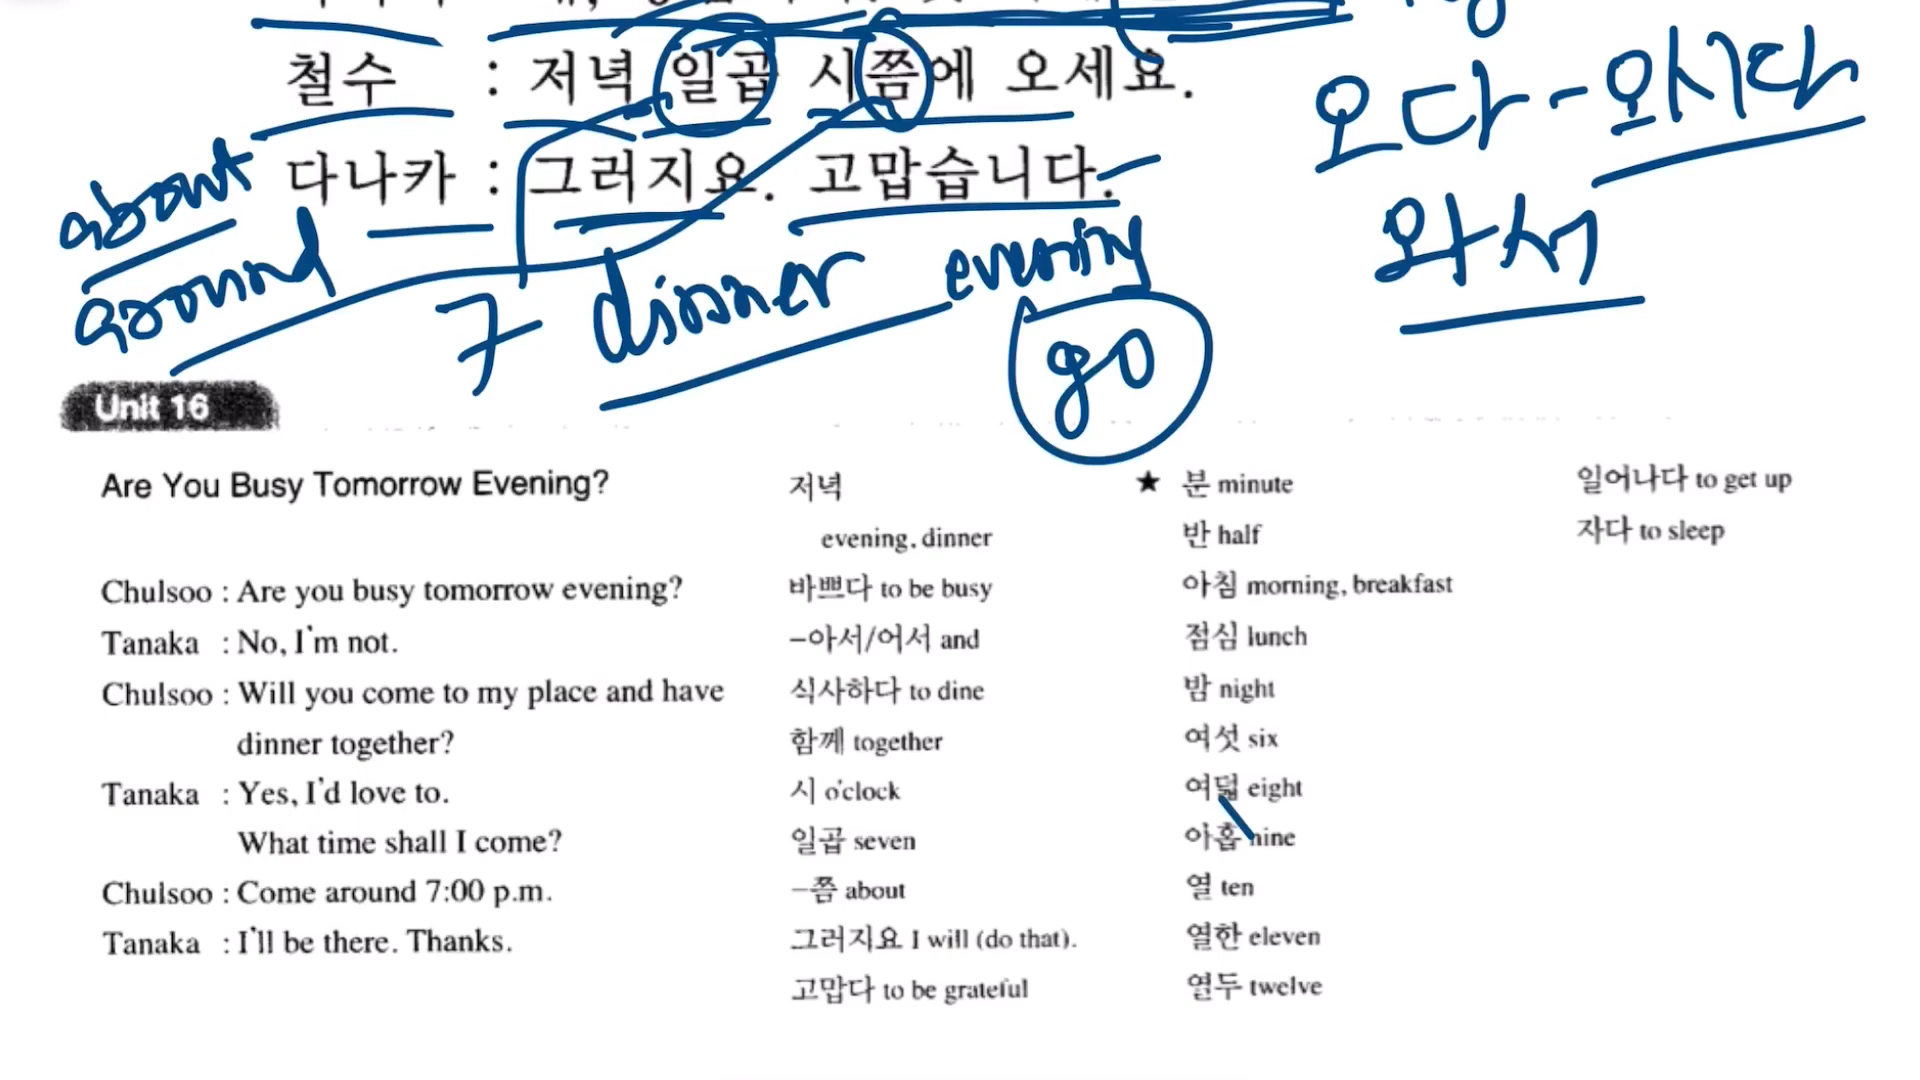 철수 : 저녁 일곱 시쯤에 오세요.
오다 - 와서다
about
다나카 : 그러지요. 고맙습니다.
와서
around
7 dinner evening
go
Unit 16
Are You Busy Tomorrow Evening?
Chulsoo : Are you busy tomorrow evening?
Tanaka : No, I'm not.
Chulsoo : Will you come to my place and have
dinner together?
Tanaka : Yes, I'd love to.
What time shall I come?
Chulsoo : Come around 7:00 p.m.
Tanaka : I'll be there. Thanks.
저녁
evening, dinner
바쁘다 to be busy
-아서/어서 and
식사하다 to dine
함께 together
시 o'clock
일곱 seven
-쯤 about
그러지요 I will (do that).
고맙다 to be grateful
★ 분 minute
반 half
아침 morning, breakfast
점심 lunch
밤 night
여섯 six
여덟 eight
아홉 nine
열 ten
열한 eleven
열두 twelve
일어나다 to get up
자다 to sleep